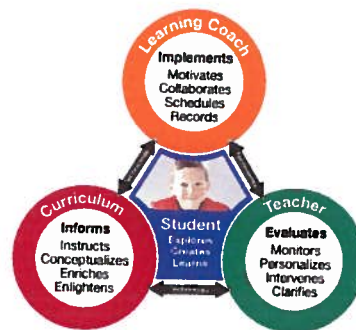 Learning Coach
Implements
Motivates
Collaborates
Schedules
Records
Curriculum
Informs
Instructs
Conceptualizes
Enriches
Enlightens
Student
Explores
Creates
Learns
Teacher
Evaluates
Monitors
Personalizes
Intervenes
Clarifies